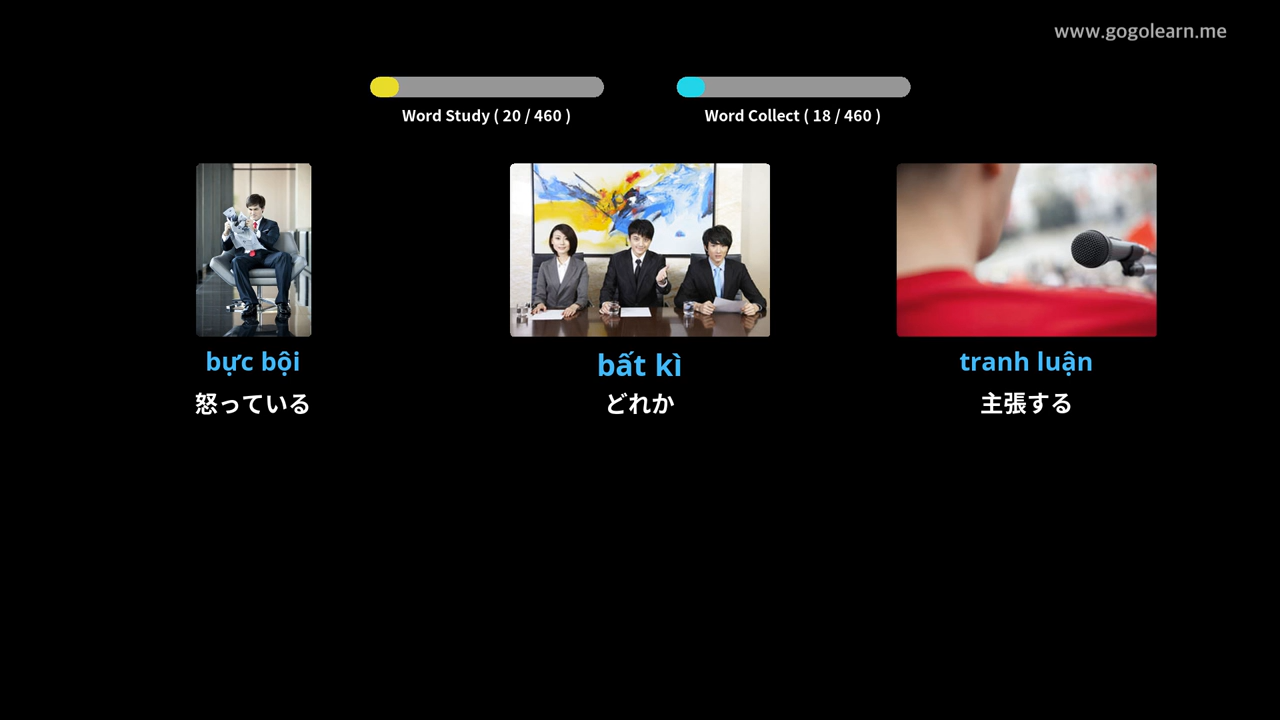 www.gogolearn.me
Word Study ( 20 / 460 )
Word Collect ( 18 / 460 )
bực bội
bất kì
tranh luận
怒っている
どれか
主張する